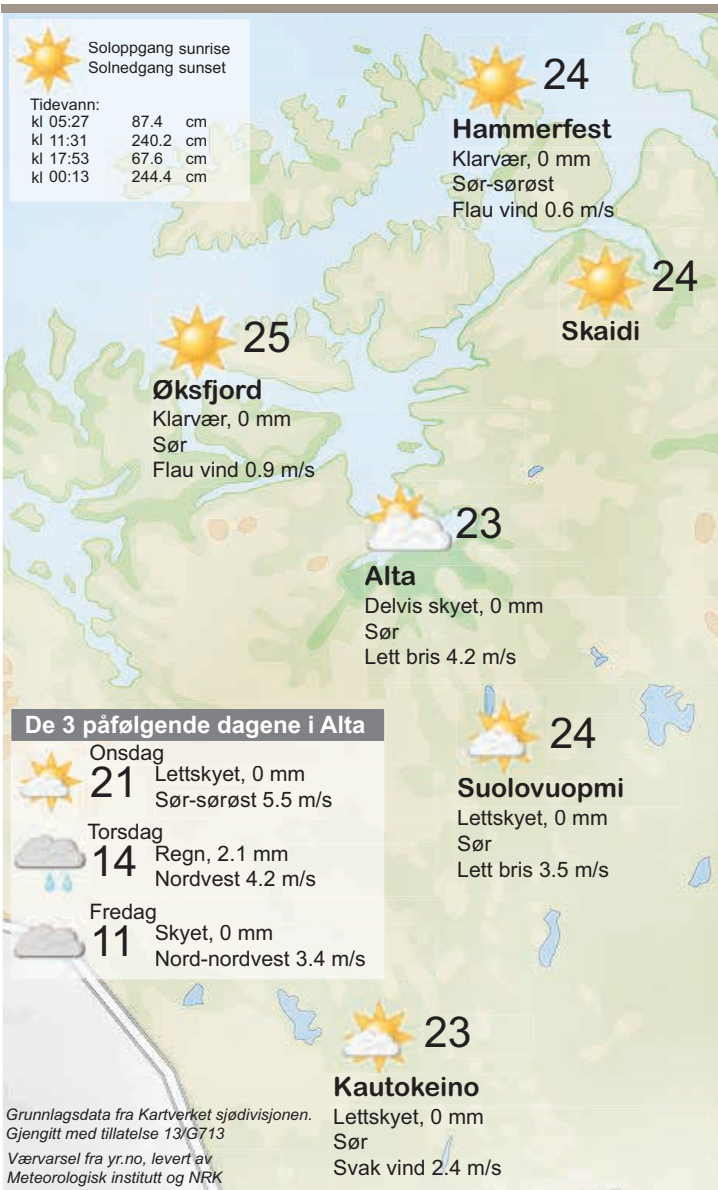 Soloppgang sunrise
Solnedgang sunset
Tidevann:
kl 05:27 87.4 cm
kl 11:31 240.2 cm
kl 17:53 67.6 cm
kl 00:13 244.4 cm
24
Hammerfest
Klarvær, 0 mm
Sør-sørøst
Flau vind 0.6 m/s
24
Skaidi
25
Øksfjord
Klarvær, 0 mm
Sør
Flau vind 0.9 m/s
23
Alta
Delvis skyet, 0 mm
Sør
Lett bris 4.2 m/s
De 3 påfølgende dagene i Alta
Onsdag
21 Lettskyet, 0 mm
Sør-sørøst 5.5 m/s
Torsdag
14 Regn, 2.1 mm
Nordvest 4.2 m/s
Fredag
11 Skyet, 0 mm
Nord-nordvest 3.4 m/s
24
Suolovuopmi
Lettskyet, 0 mm
Sør
Lett bris 3.5 m/s
23
Kautokeino
Lettskyet, 0 mm
Sør
Svak vind 2.4 m/s
Grunnlagsdata fra Kartverket sjødivisjonen.
Gjengitt med tillatelse 13/G713
Værvarsel fra yr.no, levert av
Meteorologisk institutt og NRK